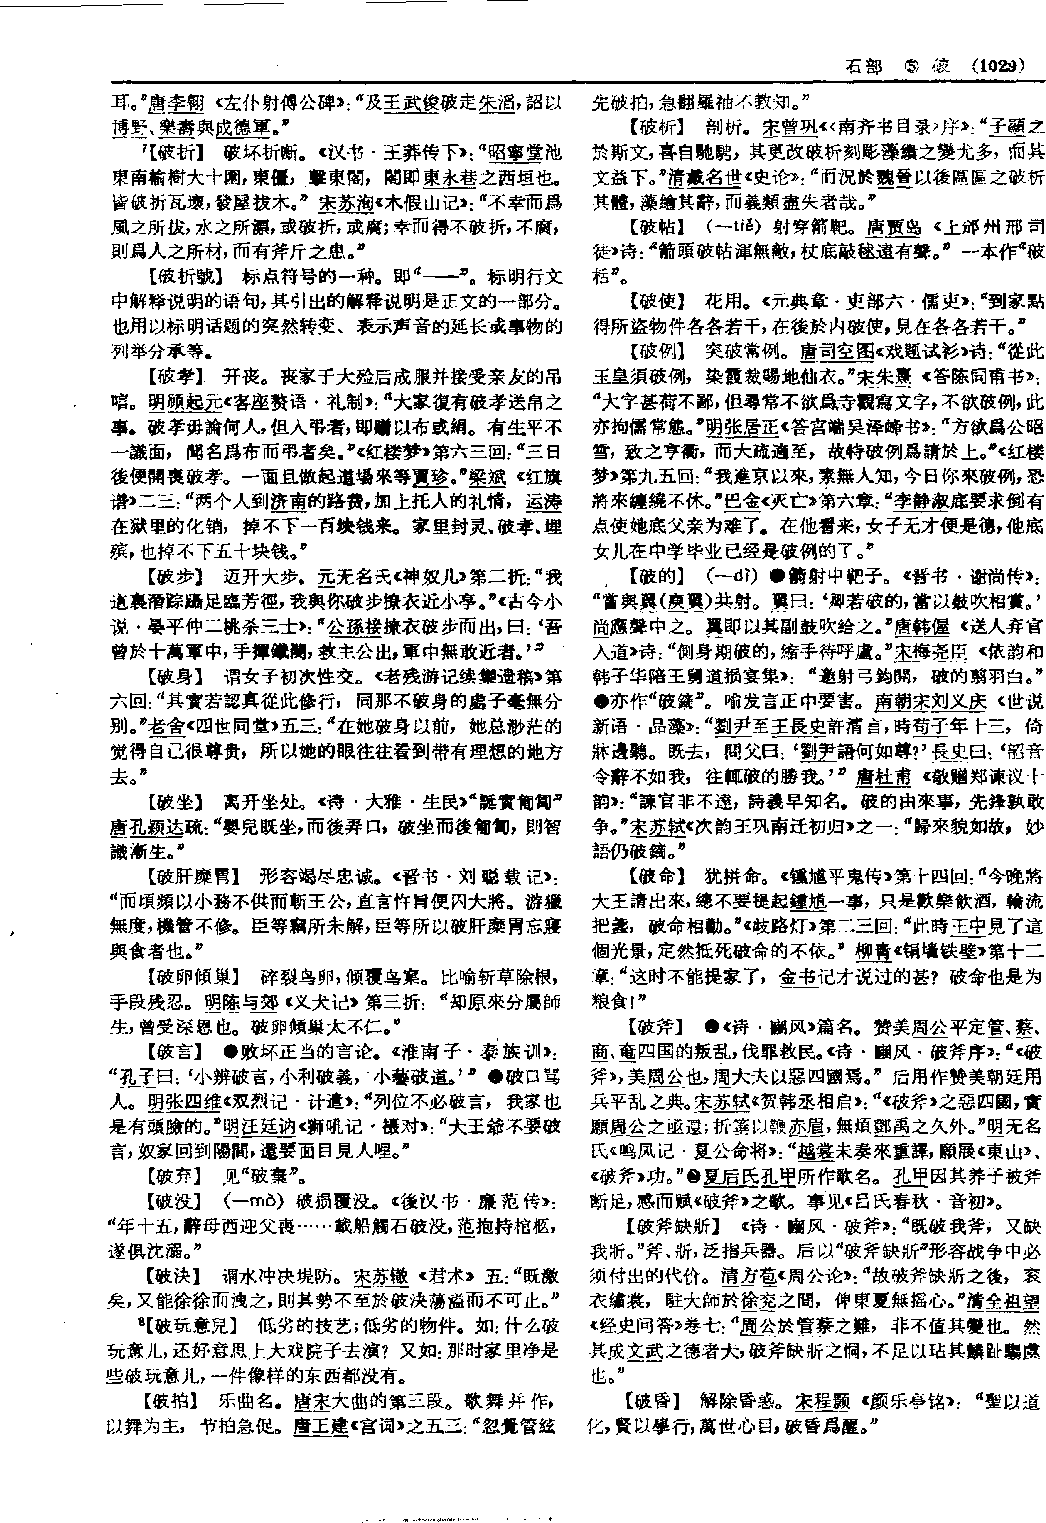 石部 ⑤ 破 (1029)
耳。”唐李翱《左仆射傅公碑》：“及王武俊破走朱滔，詔以
博野、樂壽與成德軍。”
⁷【破折】 破坏折断。《汉书·王莽传下》：“昭寧堂池
東南榆樹大十圍，東僵，擊東閣，閣即東永巷之西垣也。
皆破折瓦壞，發屋拔木。”宋苏洵《木假山记》：“不幸而爲
風之所拔，水之所漂，或破折，或腐；幸而得不破折，不腐，
則爲人之所材，而有斧斤之患。”
【破折號】 标点符号的一种。即“——”。标明行文
中解释说明的语句，其引出的解释说明是正文的一部分。
也用以标明话题的突然转变、表示声音的延长或事物的
列举分承等。
【破孝】 开丧。丧家于大殓后成服并接受亲友的吊
唁。明顾起元《客座赘语·礼制》：“大家復有破孝送帛之
事。破孝毋論何人，但入弔者，即贈以布或絹。有生平不
一識面，聞名爲布而弔者矣。”《红楼梦》第六三回：“三日
後便開喪破孝。一面且做起道場來等賈珍。”梁斌《红旗
谱》二三：“两个人到济南的路费，加上托人的礼情，运涛
在狱里的化销，掉不下一百块钱来。家里封灵、破孝、埋
殡，也掉不下五十块钱。”
【破步】 迈开大步。元无名氏《神奴儿》第二折：“我
這裏潛踪躡足臨芳徑，我與你破步撩衣近小亭。”《古今小
说·晏平仲二桃杀三士》：“公孫接撩衣破步而出，曰：‘吾
曾於十萬軍中，手揮鐵闋，救主公出，軍中無敢近者。’”
【破身】 谓女子初次性交。《老残游记续集遗稿》第
六回：“其實若認真從此修行，同那不破身的處子毫無分
别。”老舍《四世同堂》五三：“在她破身以前，她总渺茫的
觉得自己很尊贵，所以她的眼往往看到带有理想的地方
去。”
【破坐】 离开坐处。《诗·大雅·生民》“誕實匍匐”
唐孔颖达疏：“嬰兒既坐，而後弄口，破坐而後匍匐，則智
識漸生。”
【破肝糜胃】 形容竭尽忠诚。《晋书·刘聪载记》：
“而頃頻以小務不供而斬王公，直言忤旨便囚大將。游獵
無度，機管不修。臣等竊所未解，臣等所以破肝糜胃忘寢
與食者也。”
【破卵傾巢】 碎裂鸟卵，倾覆鸟窠。比喻斩草除根，
手段残忍。明陈与郊《义犬记》第三折：“却原來分屬師
生，曾受深恩也。破卵傾巢太不仁。”
【破言】 ❶败坏正当的言论。《淮南子·泰族训》：
“孔子曰：‘小辨破言，小利破義，小藝破道。’”❷破口骂
人。明张四维《双烈记·计遣》：“列位不必破言，我家也
是有頭臉的。”明汪廷讷《狮吼记·樶对》：“大王爺不要破
言，奴家回到陽間，還要面目見人哩。”
【破弃】 见“破棄”。
【破没】 （—mò） 破损覆没。《後汉书·廉范传》：
“年十五，辭母西迎父喪……載船觸石破没，范抱持棺柩，
遂俱沈溺。”
【破決】 谓水冲决堤防。宋苏辙《君术》五：“既激
矣，又能徐徐而洩之，則其勢不至於破決蕩溢而不可止。”
⁸【破玩意兒】 低劣的技艺；低劣的物件。如：什么破
玩意儿，还好意思上大戏院子去演？又如：那时家里净是
些破玩意儿，一件像样的东西都没有。
【破拍】 乐曲名。唐宋大曲的第三段。歌舞并作，
以舞为主，节拍急促。唐王建《宫词》之五三：“忽覺管絃
先破拍，急翻羅袖不教知。”
【破析】 剖析。宋曾巩《〈南齐书目录〉序》：“子顯之
於斯文，喜自馳騁，其更改破析刻彫藻繢之變尤多，而其
文益下。”清戴名世《史论》：“而況於魏晉以後區區之破析
其體，藻繪其辭，而義類盡失者哉。”
【破帖】 （—tiě） 射穿箭靶。唐贾岛《上邠州邢司
徒》诗：“箭頭破帖渾無敵，杖底敲毬遠有聲。”一本作“破
栝”。
【破使】 花用。《元典章·吏部六·儒吏》：“到家點
得所盜物件各各若干，在後於内破使，見在各各若干。”
【破例】 突破常例。唐司空图《戏题试衫》诗：“從此
玉皇須破例，染霞裁賜地仙衣。”宋朱熹《答陈同甫书》：
“大字甚荷不鄙，但尋常不欲爲寺觀寫文字，不欲破例，此
亦拘儒常態。”明张居正《答宫端吴泽峰书》：“方欲爲公昭
雪，致之亨衢，而大疏適至，故特破例爲請於上。”《红楼
梦》第九五回：“我進京以來，素無人知，今日你來破例，恐
將來纏繞不休。”巴金《灭亡》第六章：“李静淑底要求倒有
点使她底父亲为难了。在他看来，女子无才便是德，他底
女儿在中学毕业已经是破例的了。”
【破的】 （—dì） ❶箭射中靶子。《晋书·谢尚传》：
“嘗與翼（庾翼）共射。翼曰：‘卿若破的，當以鼓吹相賞。’
尚應聲中之。翼即以其副鼓吹给之。”唐韩偓《送人弃官
入道》诗：“側身期破的，縮手待呼盧。”宋梅尧臣《依韵和
韩子华陪王舅道损宴集》：“邀射弓鈞開，破的翦羽白。”
❷亦作“破鏑”。喻发言正中要害。南朝宋刘义庆《世说
新语·品藻》：“劉尹至王長史許清言，時苟子年十三，倚
牀邊聽。既去，問父曰：‘劉尹語何如尊？’長史曰：‘韶音
令辭不如我，往輒破的勝我。’”唐杜甫《敬赠郑谏议十
韵》：“諫官非不達，詩義早知名。破的由來事，先鋒孰敢
争。”宋苏轼《次韵王巩南迁初归》之一：“歸來貌如故，妙
語仍破鏑。”
【破命】 犹拼命。《锺馗平鬼传》第十四回：“今晚將
大王請出來，總不要提起鍾馗一事，只是歡樂飲酒，輪流
把盞，破命相勸。”《歧路灯》第二三回：“此時王中見了這
個光景，定然抵死破命的不依。”柳青《铜墙铁壁》第十二
章：“这时不能提家了，金书记才说过的甚？破命也是为
粮食！”
【破斧】 ❶《诗·豳风》篇名。赞美周公平定管、蔡、
商、奄四国的叛乱，伐罪救民。《诗·豳风·破斧序》：“《破
斧》，美周公也，周大夫以惡四國焉。”后用作赞美朝廷用
兵平乱之典。宋苏轼《贺韩丞相启》：“《破斧》之惡四國，實
願周公之亟還；折箠以鞭赤眉，無煩鄧禹之久外。”明无名
氏《鸣凤记·夏公命将》：“越裳未奏來重譯，願展《東山》、
《破斧》功。”❷夏后氏孔甲所作歌名。孔甲因其养子被斧
断足，感而赋《破斧》之歌。事见《吕氏春秋·音初》。
【破斧缺斨】 《诗·豳风·破斧》：“既破我斧，又缺
我斨。”斧、斨，泛指兵器。后以“破斧缺斨”形容战争中必
须付出的代价。清方苞《周公论》：“故破斧缺斨之後，衮
衣繡裳，駐大師於徐兗之間，俾東夏無摇心。”清全祖望
《经史问答》卷七：“周公於管蔡之難，非不值其變也。然
其成文武之德者大，破斧缺斨之恫，不足以玷其麟趾騶虞
也。”
【破昏】 解除昏惑。宋程颢《颜乐亭铭》：“聖以道
化，賢以學行；萬世心目，破昏爲醒。”